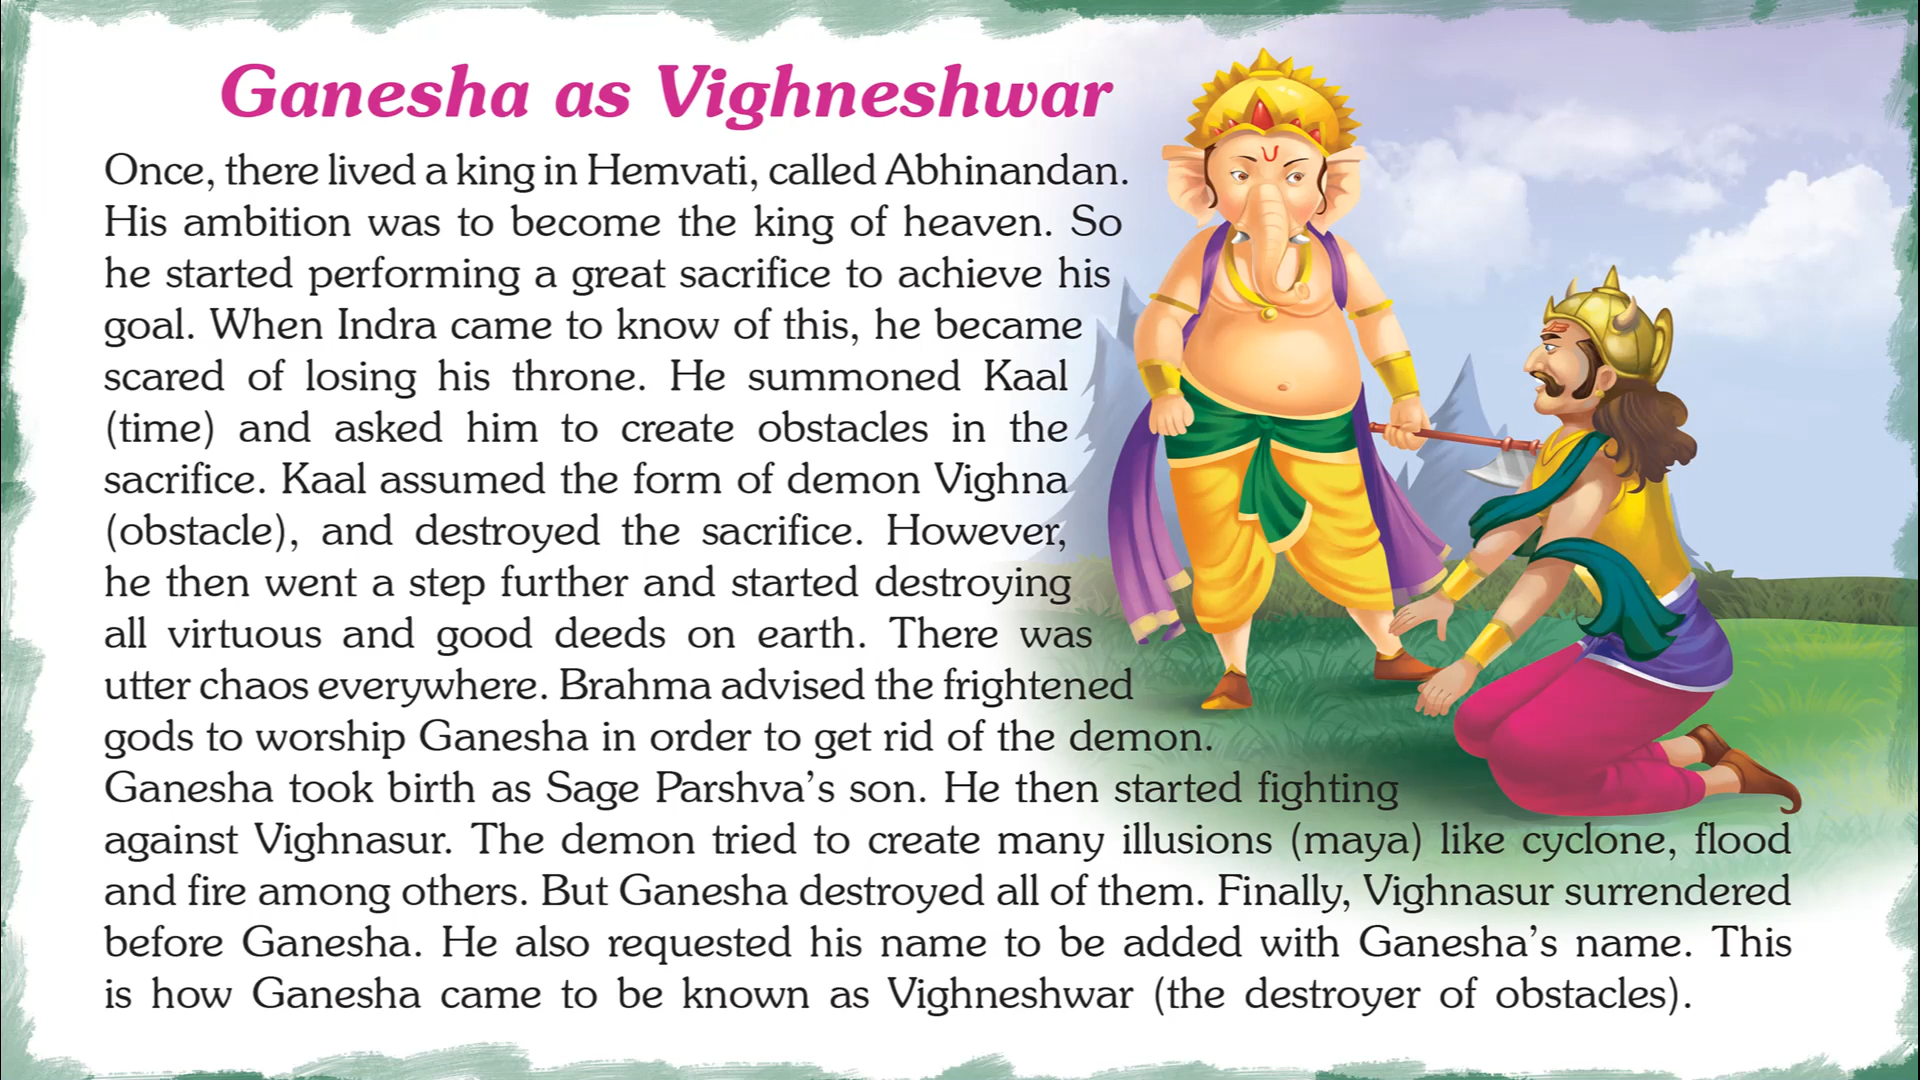 Ganesha as Vighneshwar
Once, there lived a king in Hemvati, called Abhinandan.
His ambition was to become the king of heaven. So
he started performing a great sacrifice to achieve his
goal. When Indra came to know of this, he became
scared of losing his throne. He summoned Kaal
(time) and asked him to create obstacles in the
sacrifice. Kaal assumed the form of demon Vighna
(obstacle), and destroyed the sacrifice. However,
he then went a step further and started destroying
all virtuous and good deeds on earth. There was
utter chaos everywhere. Brahma advised the frightened
gods to worship Ganesha in order to get rid of the demon.
Ganesha took birth as Sage Parshva’s son. He then started fighting
against Vighnasur. The demon tried to create many illusions (maya) like cyclone, flood
and fire among others. But Ganesha destroyed all of them. Finally, Vighnasur surrendered
before Ganesha. He also requested his name to be added with Ganesha’s name. This
is how Ganesha came to be known as Vighneshwar (the destroyer of obstacles).